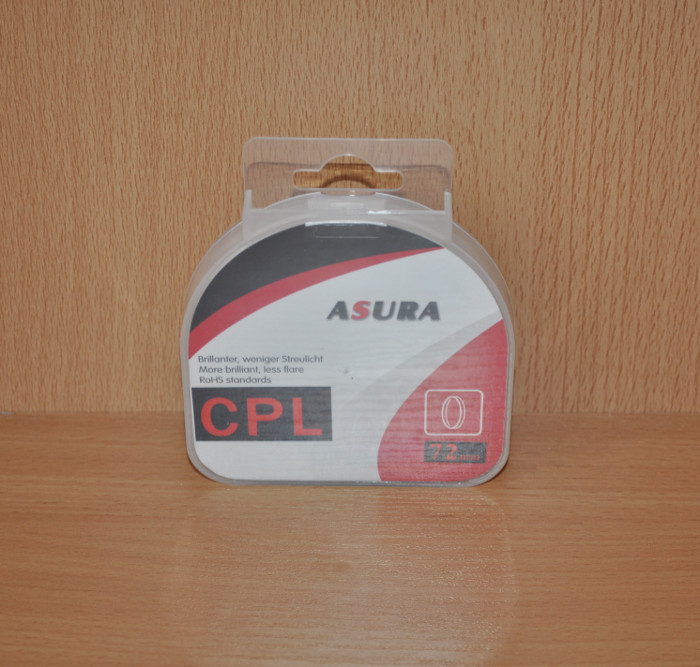 ASURA
Brillanter, weniger Streulicht
More brilliant, less flare
RoHS standards
CPL
72mm